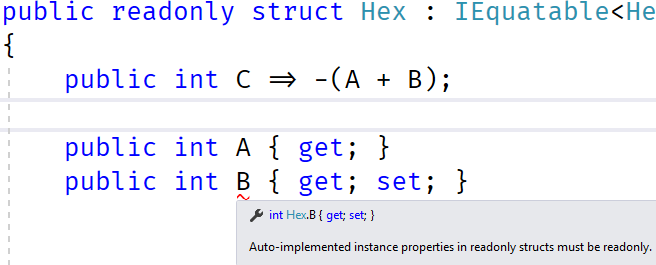 public readonly struct Hex : IEquatable<He
{
public int C => -(A + B);
public int A { get; }
public int B { get; set; }
int Hex.B { get; set; }
Auto-implemented instance properties in readonly structs must be readonly.